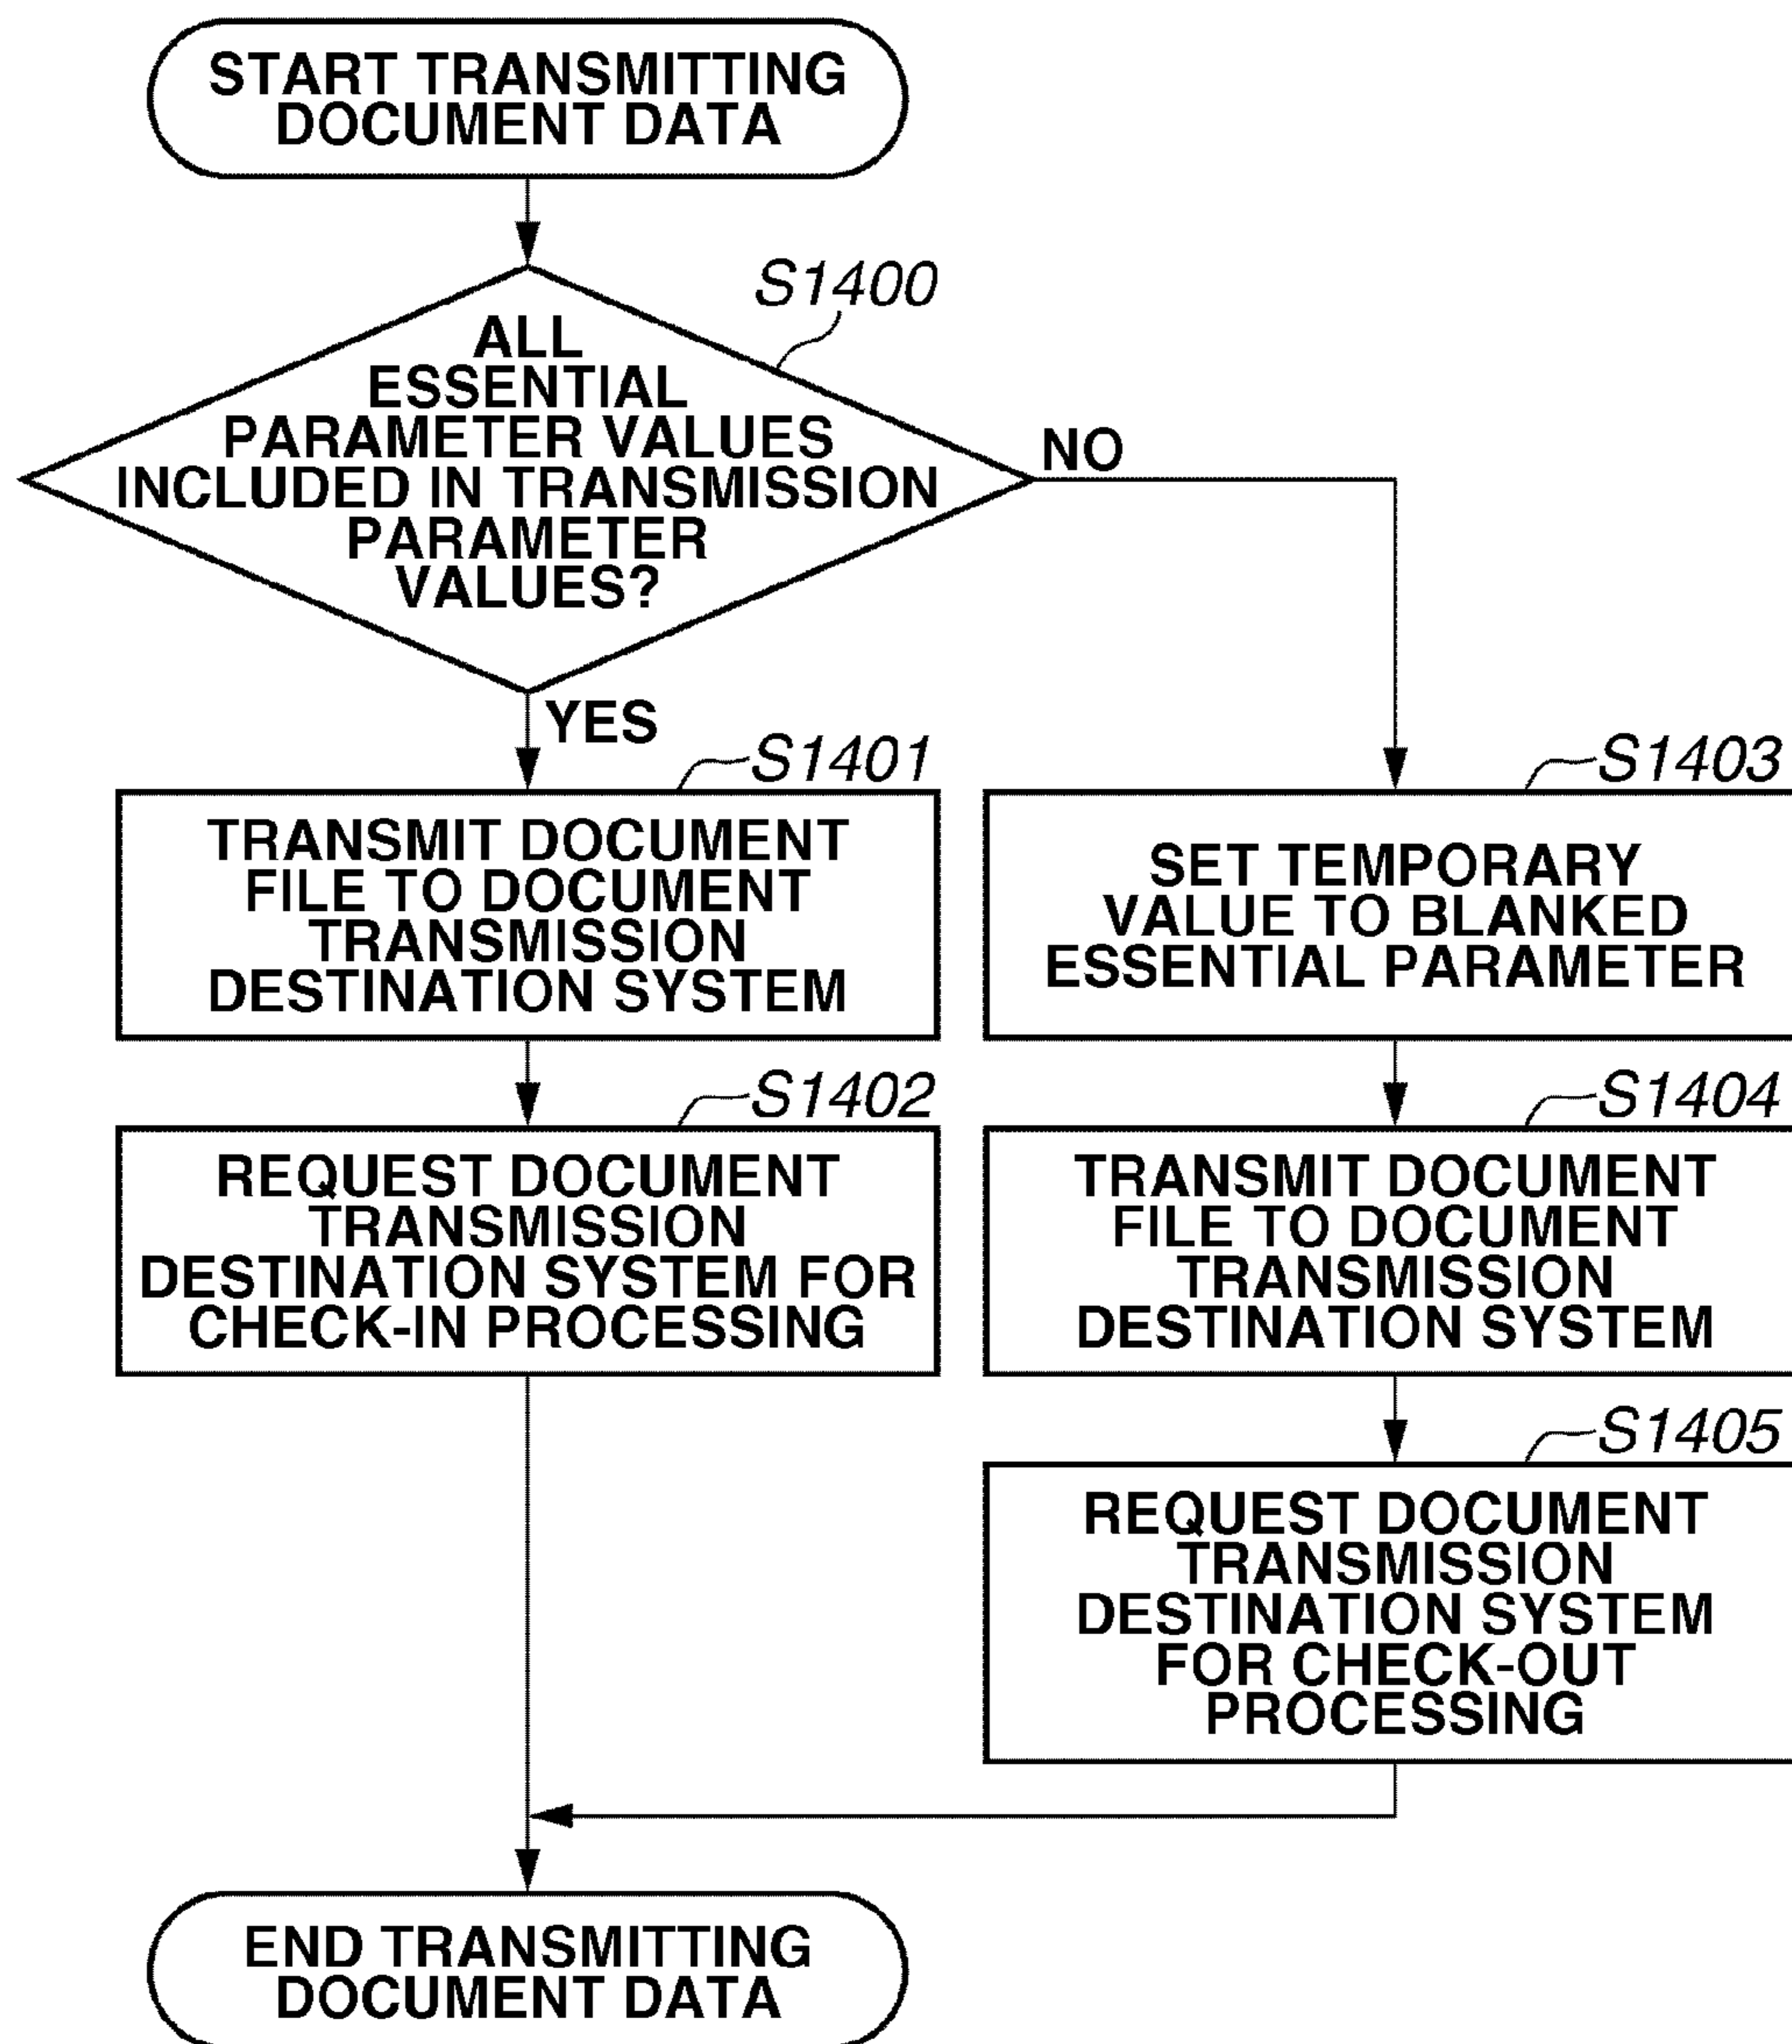 START TRANSMITTING
DOCUMENT DATA
S1400
ALL
ESSENTIAL
PARAMETER VALUES
INCLUDED IN TRANSMISSION
PARAMETER
VALUES?
NO
YES
S1401
TRANSMIT DOCUMENT
FILE TO DOCUMENT
TRANSMISSION
DESTINATION SYSTEM
S1402
REQUEST DOCUMENT
TRANSMISSION
DESTINATION SYSTEM FOR
CHECK-IN PROCESSING
S1403
SET TEMPORARY
VALUE TO BLANKED
ESSENTIAL PARAMETER
S1404
TRANSMIT DOCUMENT
FILE TO DOCUMENT
TRANSMISSION
DESTINATION SYSTEM
S1405
REQUEST DOCUMENT
TRANSMISSION
DESTINATION SYSTEM
FOR CHECK-OUT
PROCESSING
END TRANSMITTING
DOCUMENT DATA